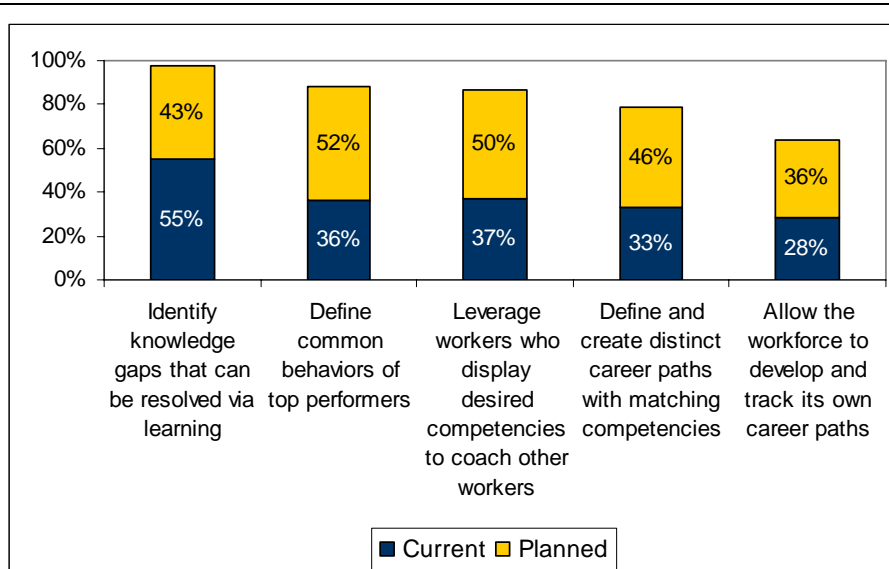 100%
80%
60%
40%
20%
0%
43%
52%
50%
46%
36%
55%
36%
37%
33%
28%
Identify
knowledge
gaps that can
be resolved via
learning
Define
common
behaviors of
top performers
Leverage
workers who
display
desired
competencies
to coach other
workers
Define and
create distinct
career paths
with matching
competencies
Allow the
workforce to
develop and
track its own
career paths
Current Planned